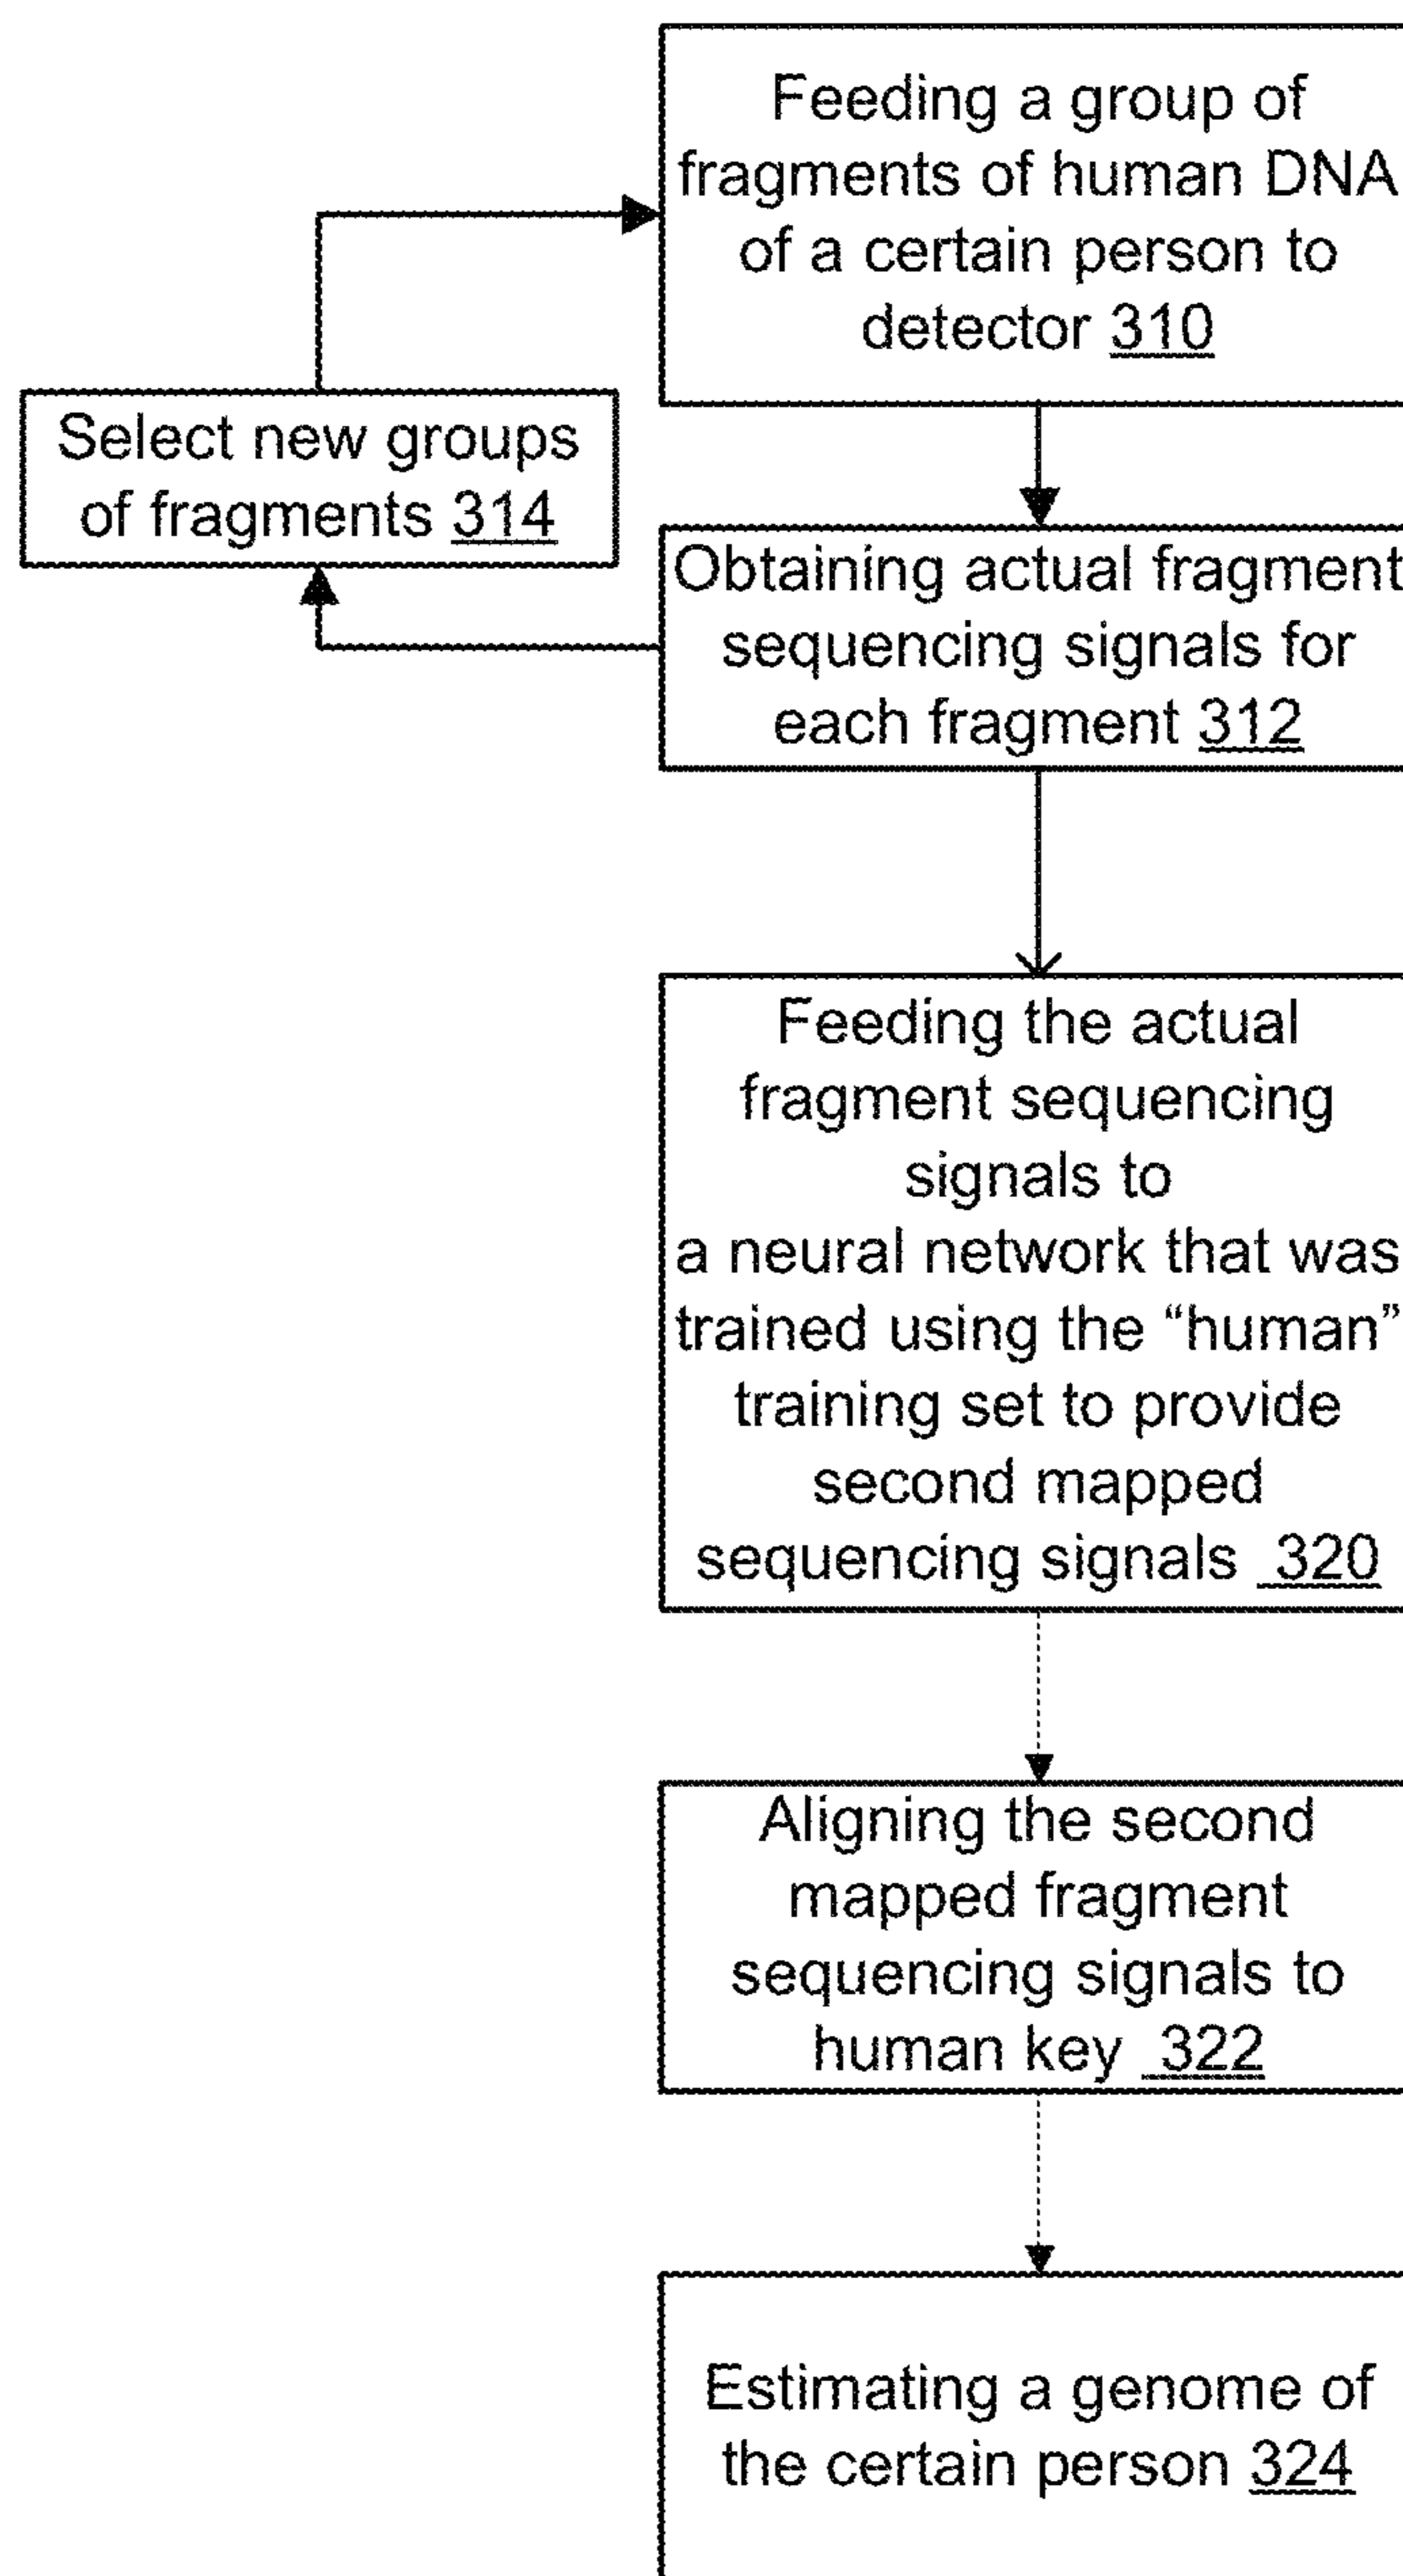 Feeding a group of
fragments of human DNA
of a certain person to
detector 310
Select new groups
of fragments 314
Obtaining actual fragment
sequencing signals for
each fragment 312
Feeding the actual
fragment sequencing
signals to
a neural network that was
trained using the “human”
training set to provide
second mapped
sequencing signals 320
Aligning the second
mapped fragment
sequencing signals to
human key 322
Estimating a genome of
the certain person 324